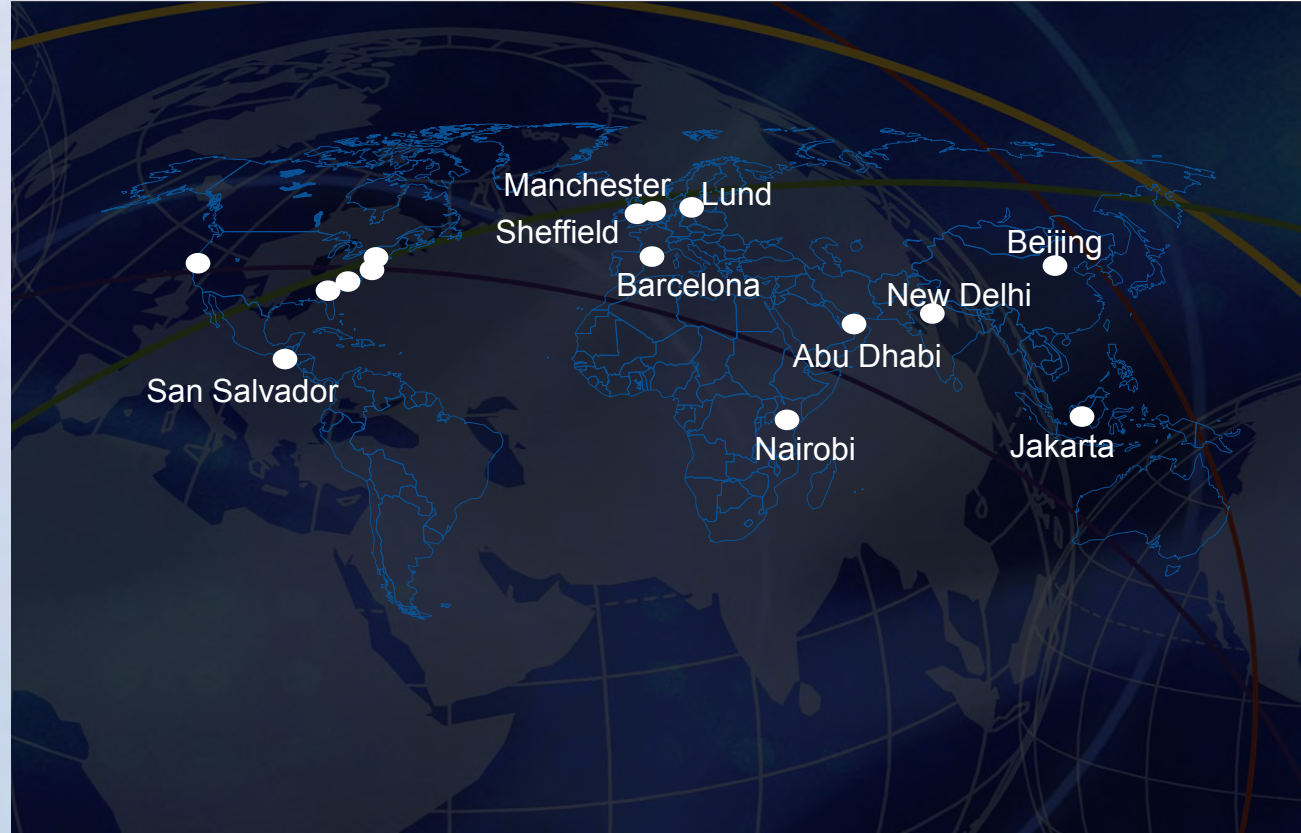 Manchester
Lund
Sheffield
Beijing
Barcelona
New Delhi
Abu Dhabi
San Salvador
Nairobi
Jakarta